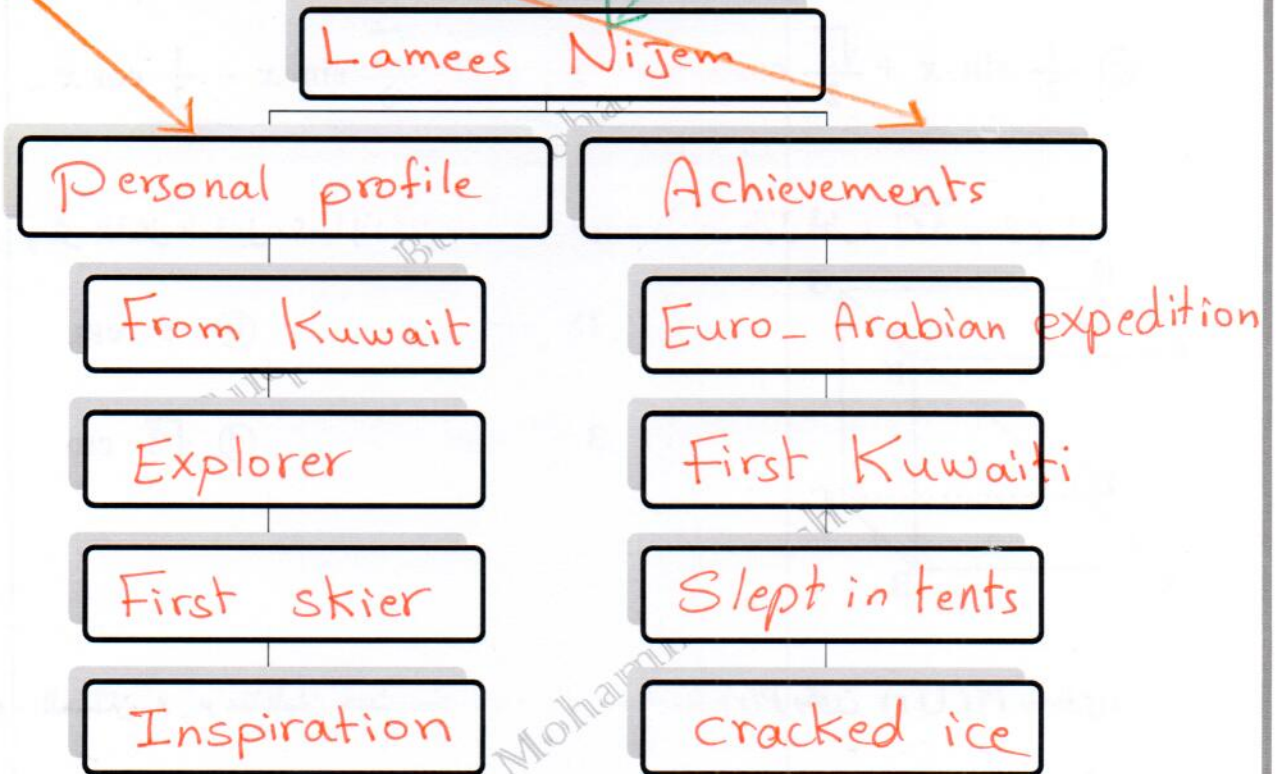 Lamees Nijem
Personal profile
Achievements
From Kuwait
Euro_ Arabian expedition
Explorer
First Kuwaiti
First skier
Slept in tents
Inspiration
cracked ice